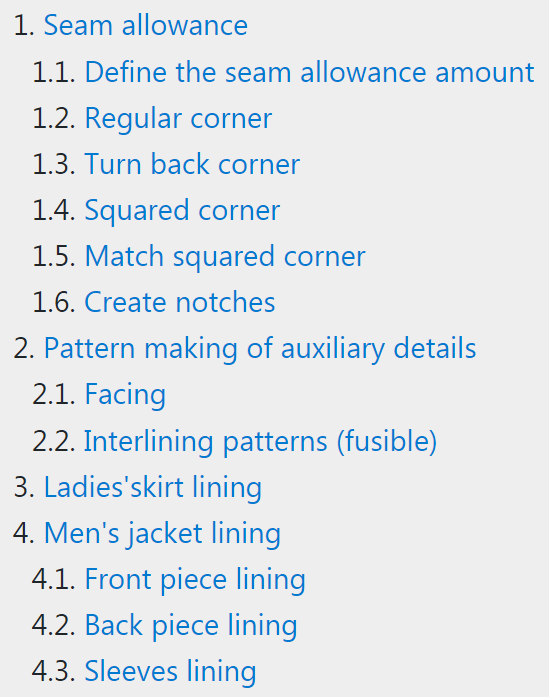 1. Seam allowance
1.1. Define the seam allowance amount
1.2. Regular corner
1.3. Turn back corner
1.4. Squared corner
1.5. Match squared corner
1.6. Create notches
2. Pattern making of auxiliary details
2.1. Facing
2.2. Interlining patterns (fusible)
3. Ladies'skirt lining
4. Men's jacket lining
4.1. Front piece lining
4.2. Back piece lining
4.3. Sleeves lining